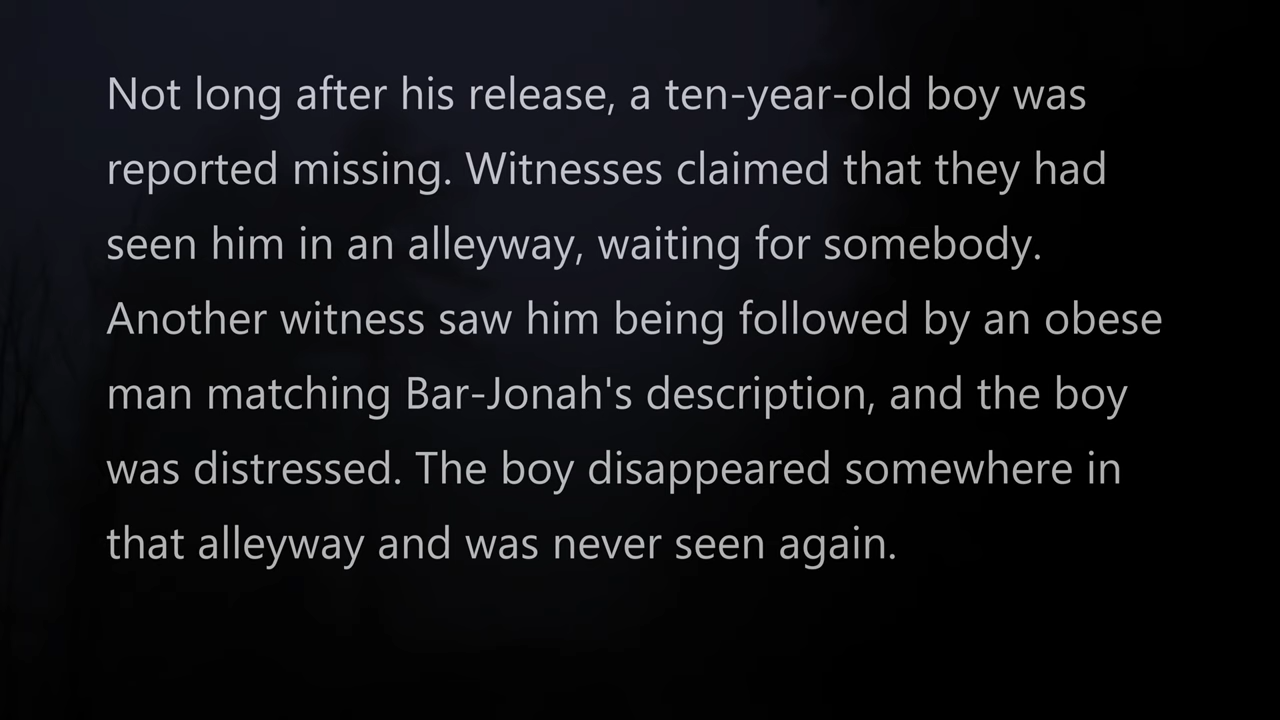 Not long after his release, a ten-year-old boy was
reported missing. Witnesses claimed that they had
seen him in an alleyway, waiting for somebody.
Another witness saw him being followed by an obese
man matching Bar-Jonah's description, and the boy
was distressed. The boy disappeared somewhere in
that alleyway and was never seen again.